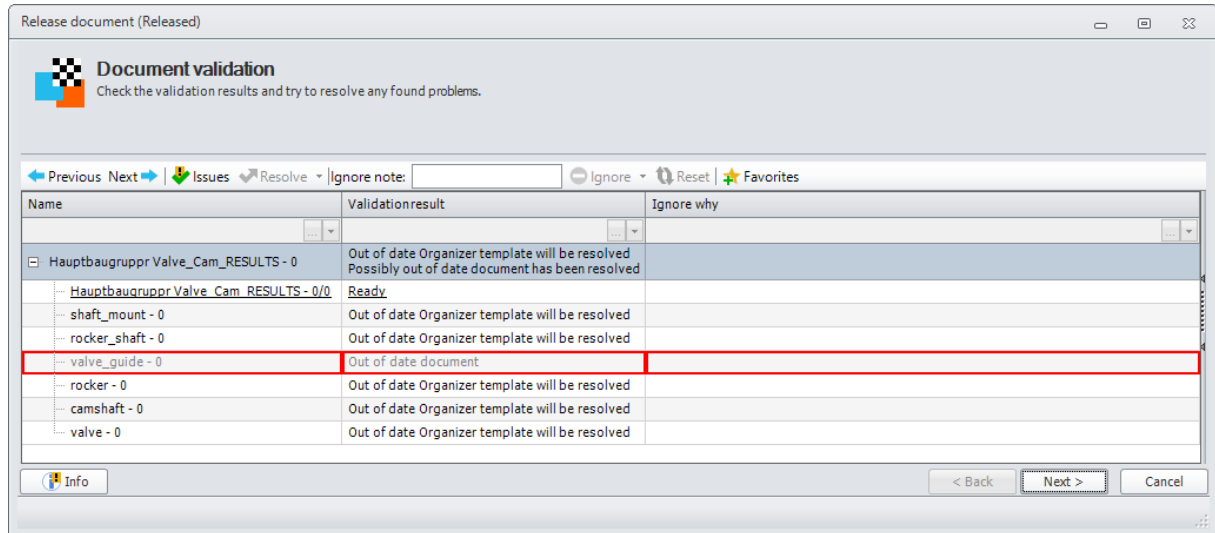 Release document (Released)
Document validation
Check the validation results and try to resolve any found problems.
Previous Next Issues Resolve Ignore note: Ignore Reset Favorites
Name Validation result Ignore why
... ... ...
Hauptbaugruppr Valve_Cam_RESULTS - 0 Out of date Organizer template will be resolved
Possibly out of date document has been resolved
Hauptbaugruppr Valve_Cam_RESULTS - 0/0 Ready
shaft_mount - 0 Out of date Organizer template will be resolved
rocker_shaft - 0 Out of date Organizer template will be resolved
valve_guide - 0 Out of date document
rocker - 0 Out of date Organizer template will be resolved
camshaft - 0 Out of date Organizer template will be resolved
valve - 0 Out of date Organizer template will be resolved
Info < Back Next > Cancel